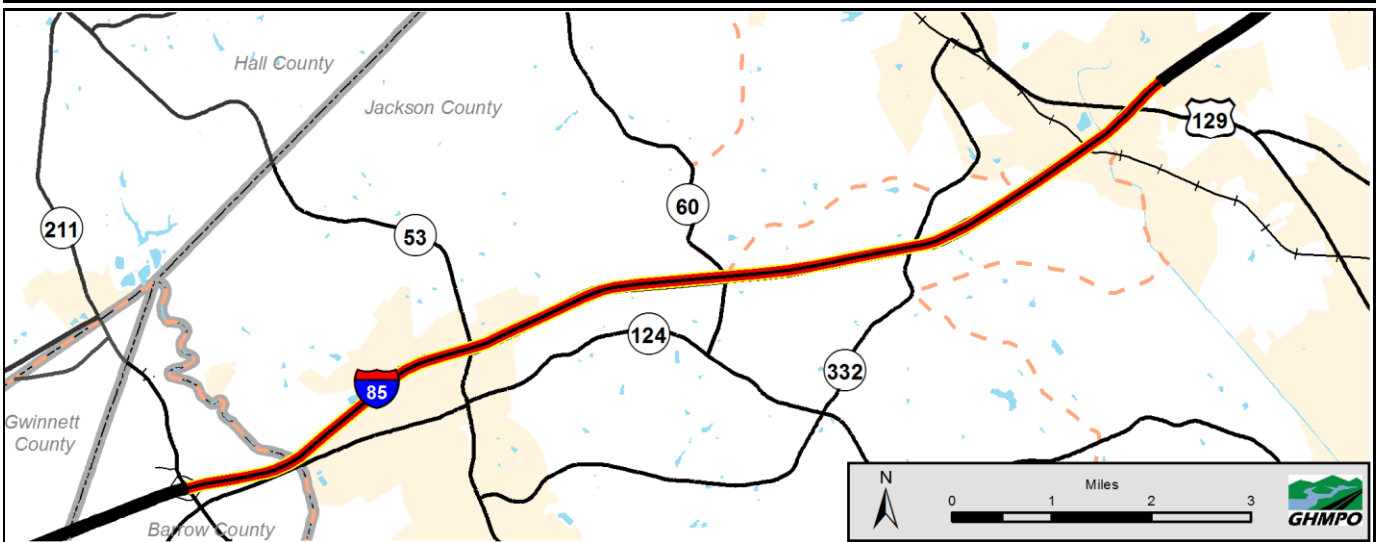 Hall County
Jackson County
129
60
211
53
124
332
85
Gwinnett
County
Barrow County
N
Miles
0 1 2 3
GHMPO